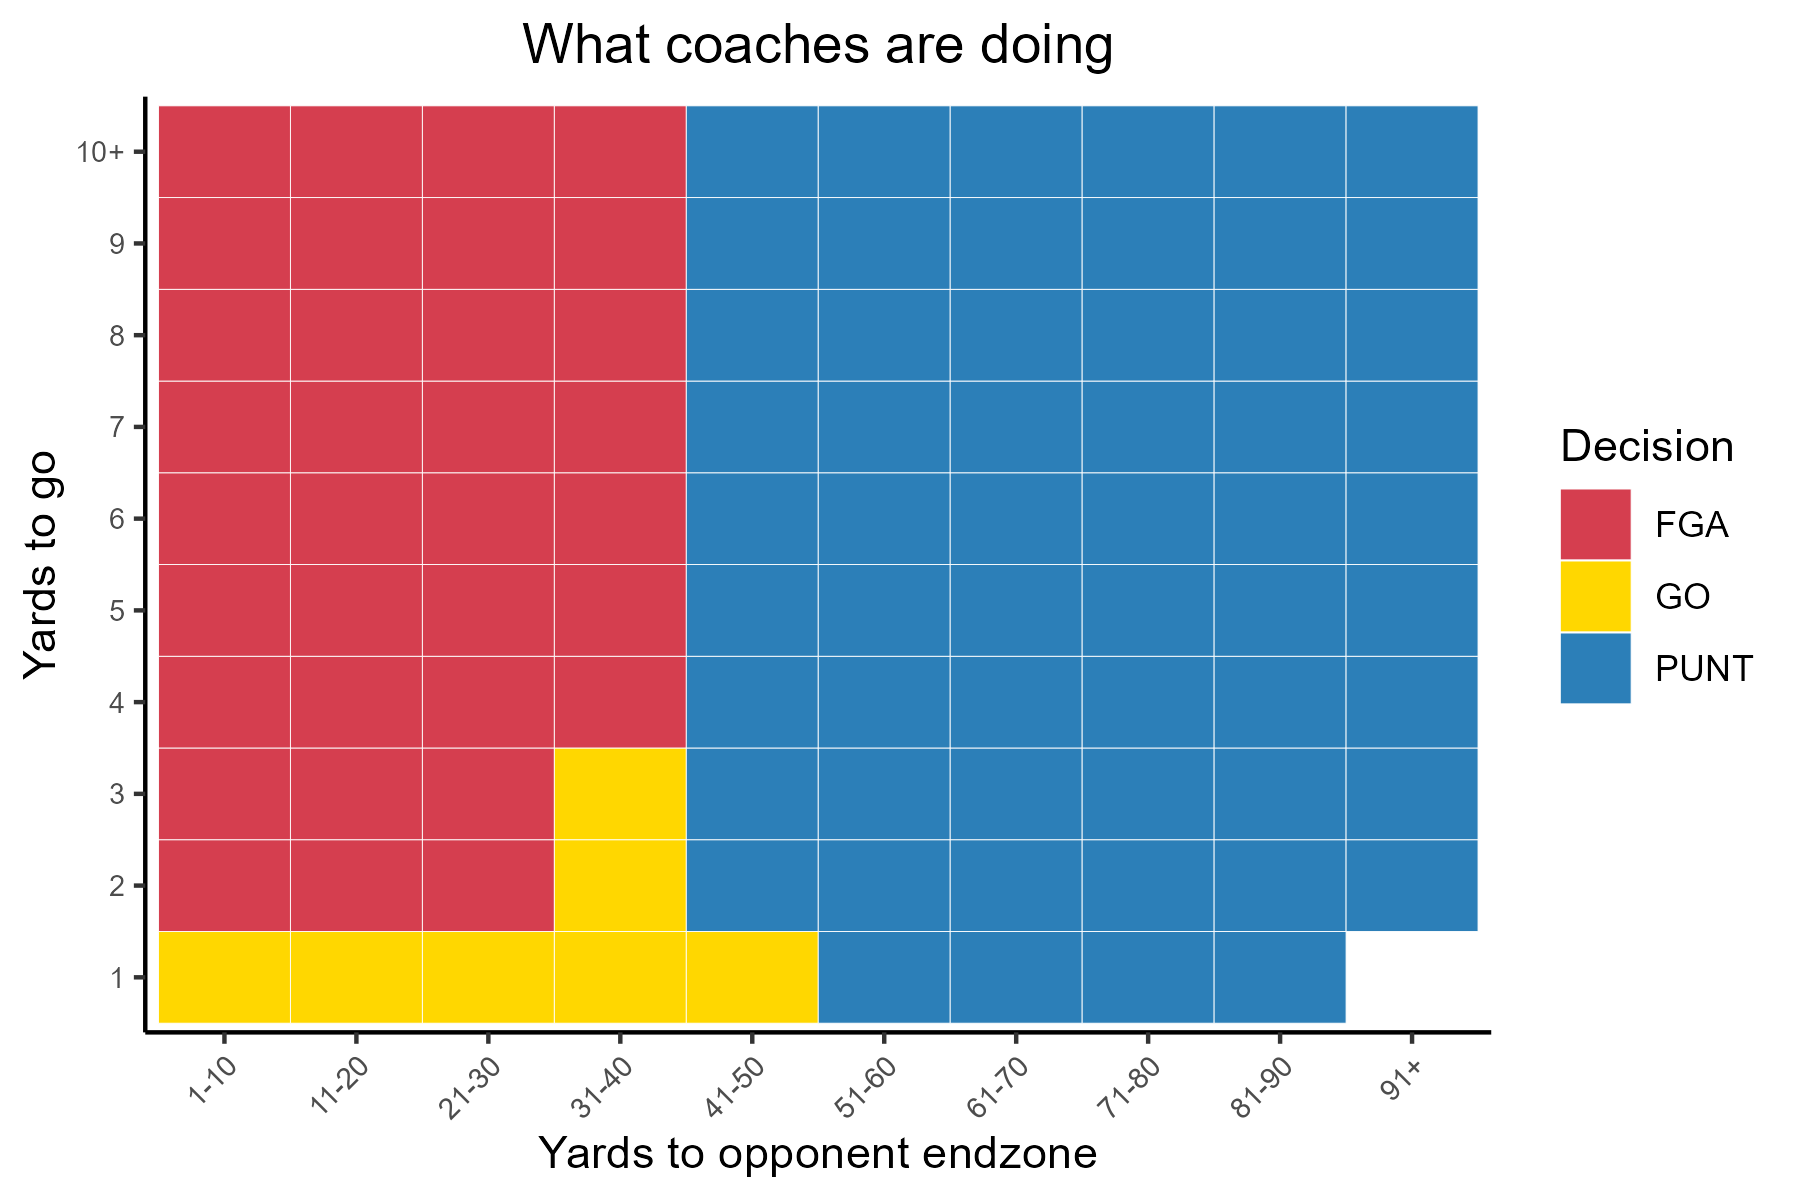 What coaches are doing
Yards to go
10+
9
8
7
6
5
4
3
2
1
1-10
11-20
21-30
31-40
41-50
51-60
61-70
71-80
81-90
91+
Yards to opponent endzone
Decision
FGA
GO
PUNT